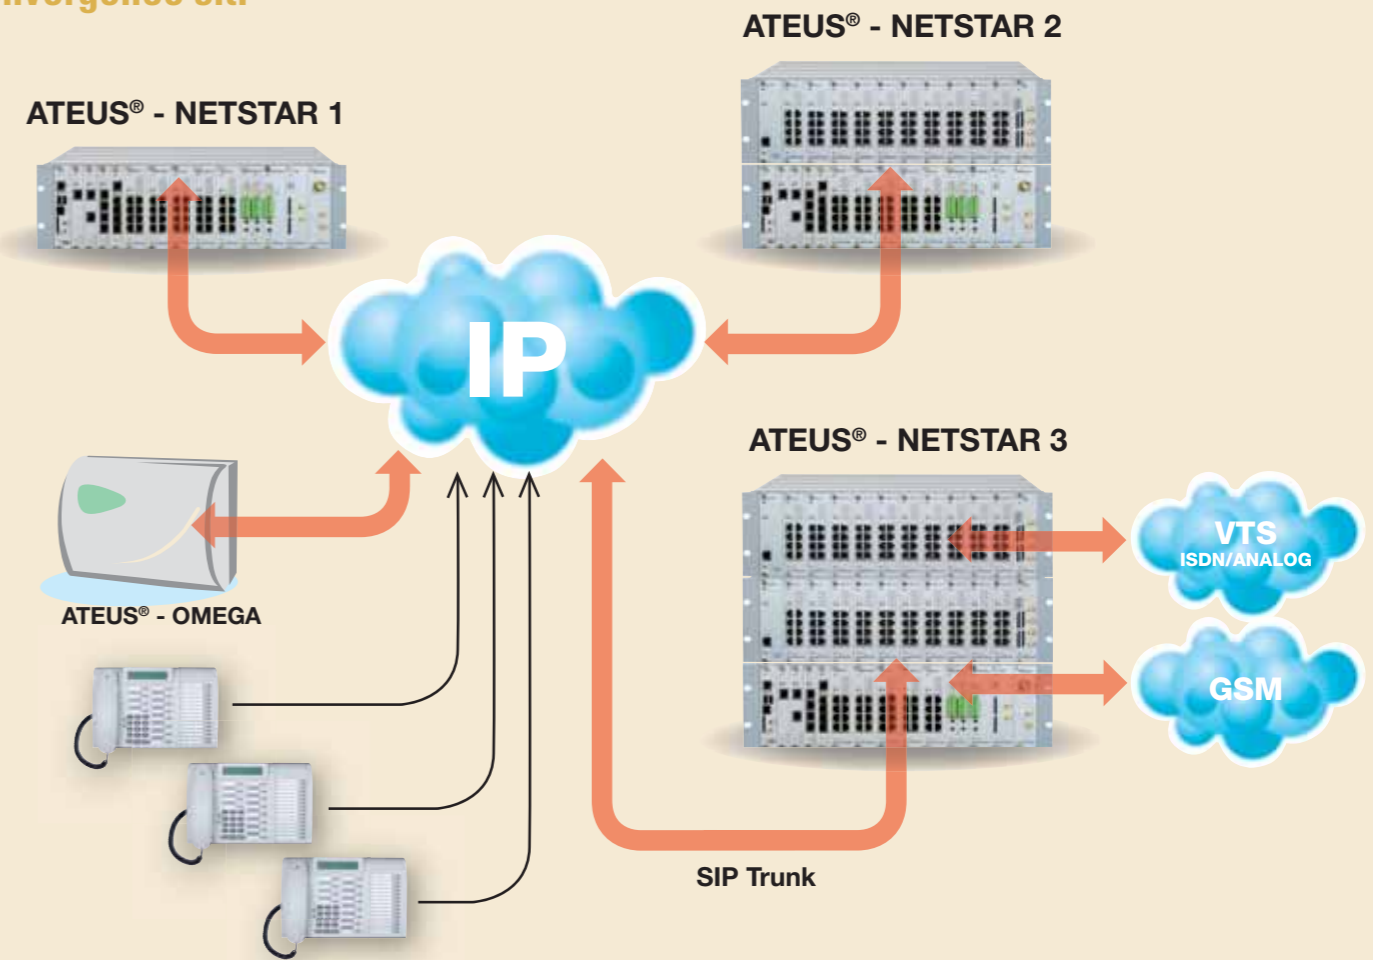 ATEUS® - NETSTAR 2
ATEUS® - NETSTAR 1
IP
ATEUS® - NETSTAR 3
VTS
ISDN/ANALOG
ATEUS® - OMEGA
GSM
SIP Trunk